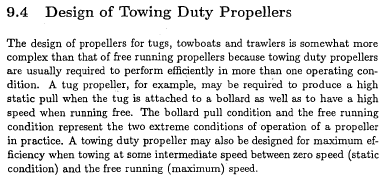 9.4 Design of Towing Duty Propellers
The design of propellers for tugs, towboats and trawlers is somewhat more
complex than that of free running propellers because towing duty propellers
are usually required to perform efficiently in more than one operating con-
dition. A tug propeller, for example, may be required to produce a high
static pull when the tug is attached to a bollard as well as to have a high
speed when running free. The bollard pull condition and the free running
condition represent the two extreme conditions of operation of a propeller
in practice. A towing duty propeller may also be designed for maximum ef-
ficiency when towing at some intermediate speed between zero speed (static
condition) and the free running (maximum) speed.